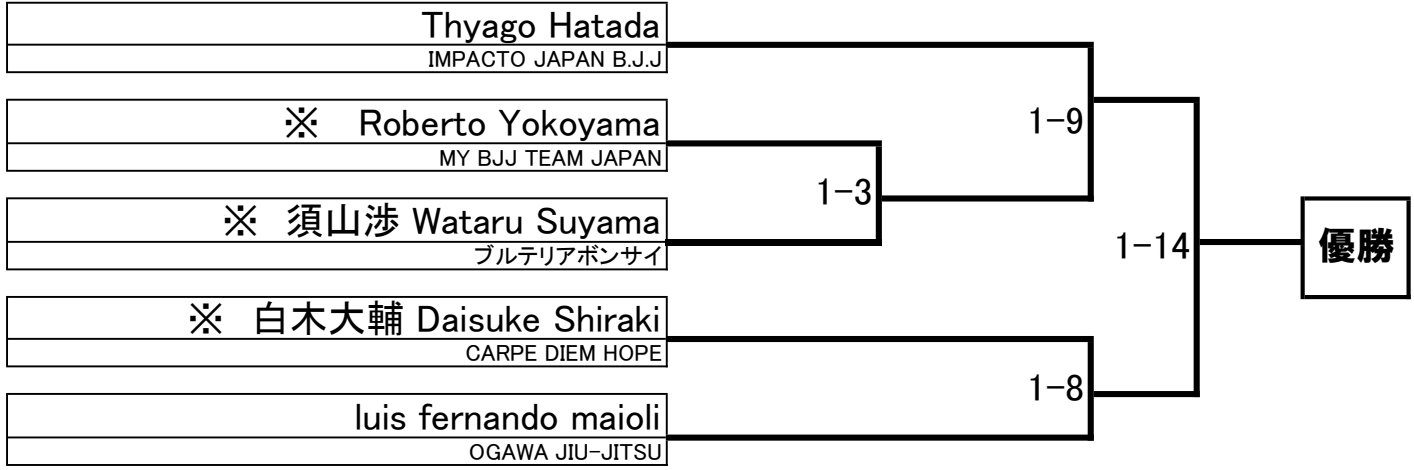 Thyago Hatada
IMPACTO JAPAN B.J.J
※　Roberto Yokoyama
MY BJJ TEAM JAPAN
※　須山渉 Wataru Suyama
ブルテリアボンサイ
※　白木大輔 Daisuke Shiraki
CARPE DIEM HOPE
luis fernando maioli
OGAWA JIU-JITSU
1-3
1-9
1-8
1-14
優勝